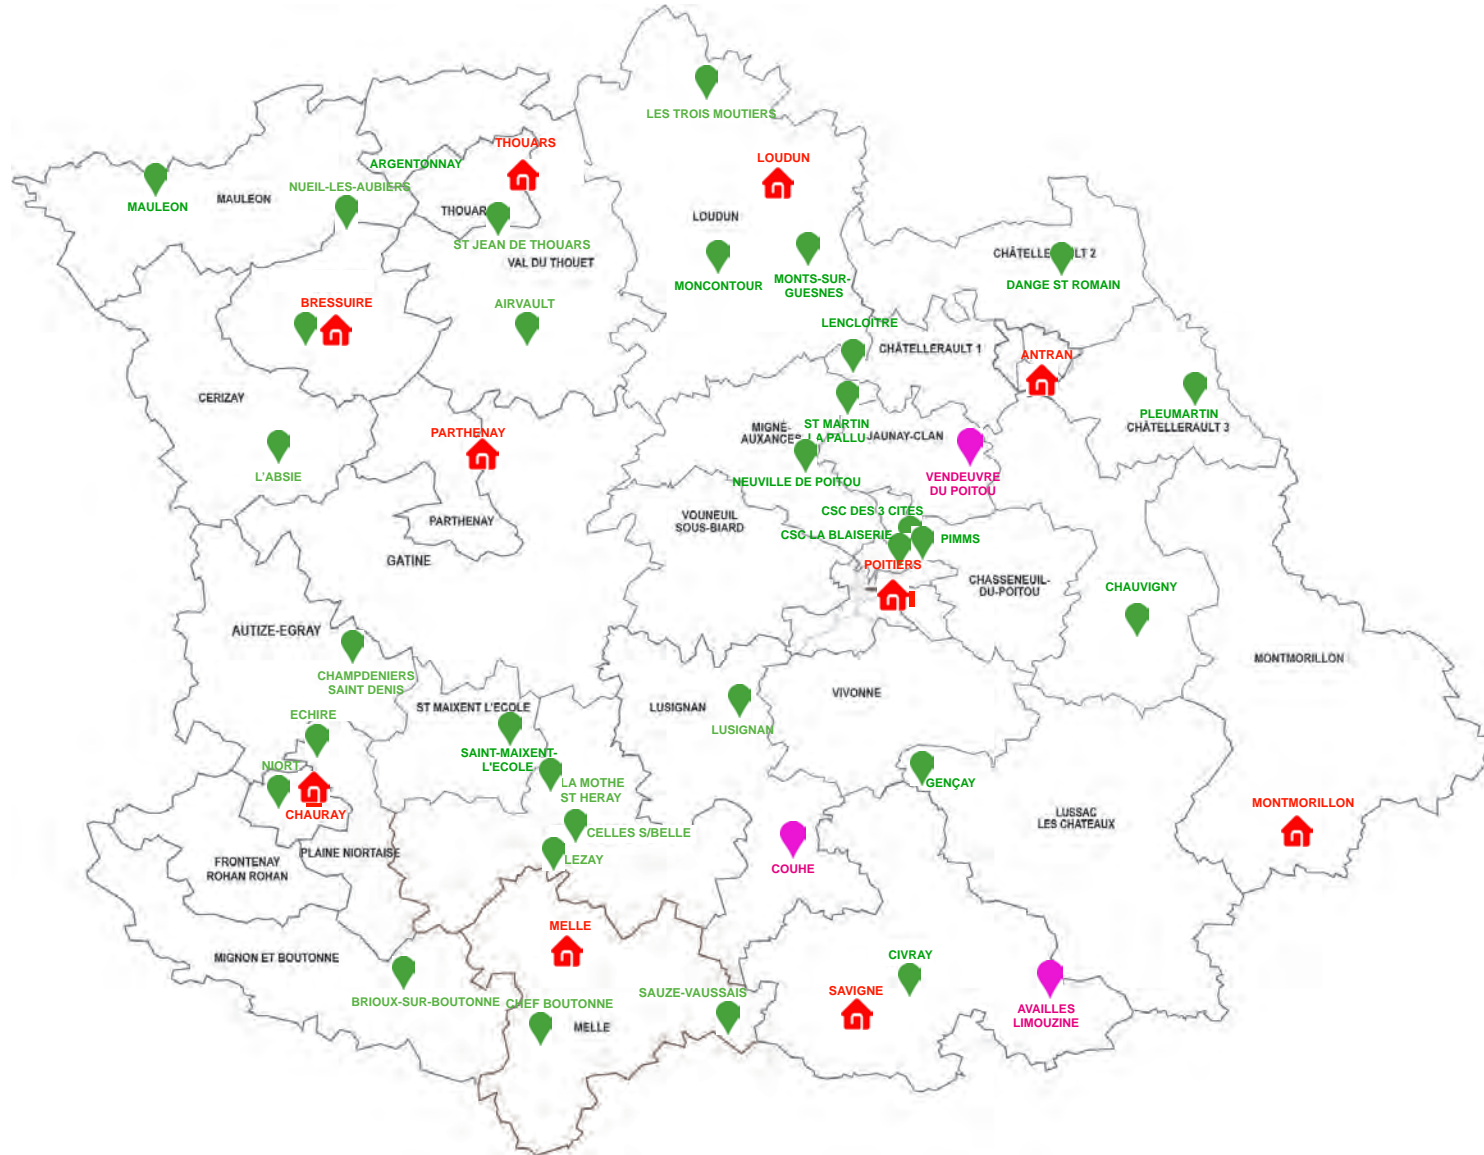 LES TROIS MOUTIERS
THOUARS
LOUDUN
ARGENTONNAY
NUEIL-LES-AUBIERS
MAULEON
MAULEON
THOUAR
LOUDUN
ST JEAN DE THOUARS
VAL DU THOUET
CHÂTELLE
LT 2
MONCONTOUR
MONTS-SUR-
GUESNES
DANGE ST ROMAIN
BRESSUIRE
AIRVAULT
LENCLOITRE
CHÂTELLERAULT 1
ANTRAN
CERIZAY
PLEUMARTIN
CHÂTELLERAULT 3
PARTHENAY
MIGNÉ-
AUXANCES
ST MARTIN
LA PALLU
JAUNAY-CLAN
L'ABSIE
NEUVILLE DE POITOU
VENDEUVRE
DU POITOU
PARTHENAY
VOUNEUIL
SOUS-BIARD
CSC DES 3 CITÉS
CSC LA BLAISERIE
PIMMS
GATINE
POITIERS
CHASSENEUIL-
DU-POITOU
CHAUVIGNY
AUTIZE-EGRAY
MONTMORILLON
CHAMPDENIERS
SAINT DENIS
VIVONNE
ST MAIXENT L'ECOLE
LUSIGNAN
LUSIGNAN
ECHIRE
SAINT-MAIXENT-
L'ECOLE
NIORT
LA MOTHE
ST HERAY
GENÇAY
CHAURAY
MONTMORILLON
LUSSAC
LES CHATEAUX
CELLES S/BELLE
PLAINE NIORTAISE
LEZAY
FRONTENAY
ROHAN ROHAN
COUHE
MELLE
MIGNON ET BOUTONNE
CIVRAY
BRIOUX-SUR-BOUTONNE
CHEF BOUTONNE
SAUZE-VAUSSAIS
SAVIGNE
AVAILLES
LIMOUZINE
MELLE